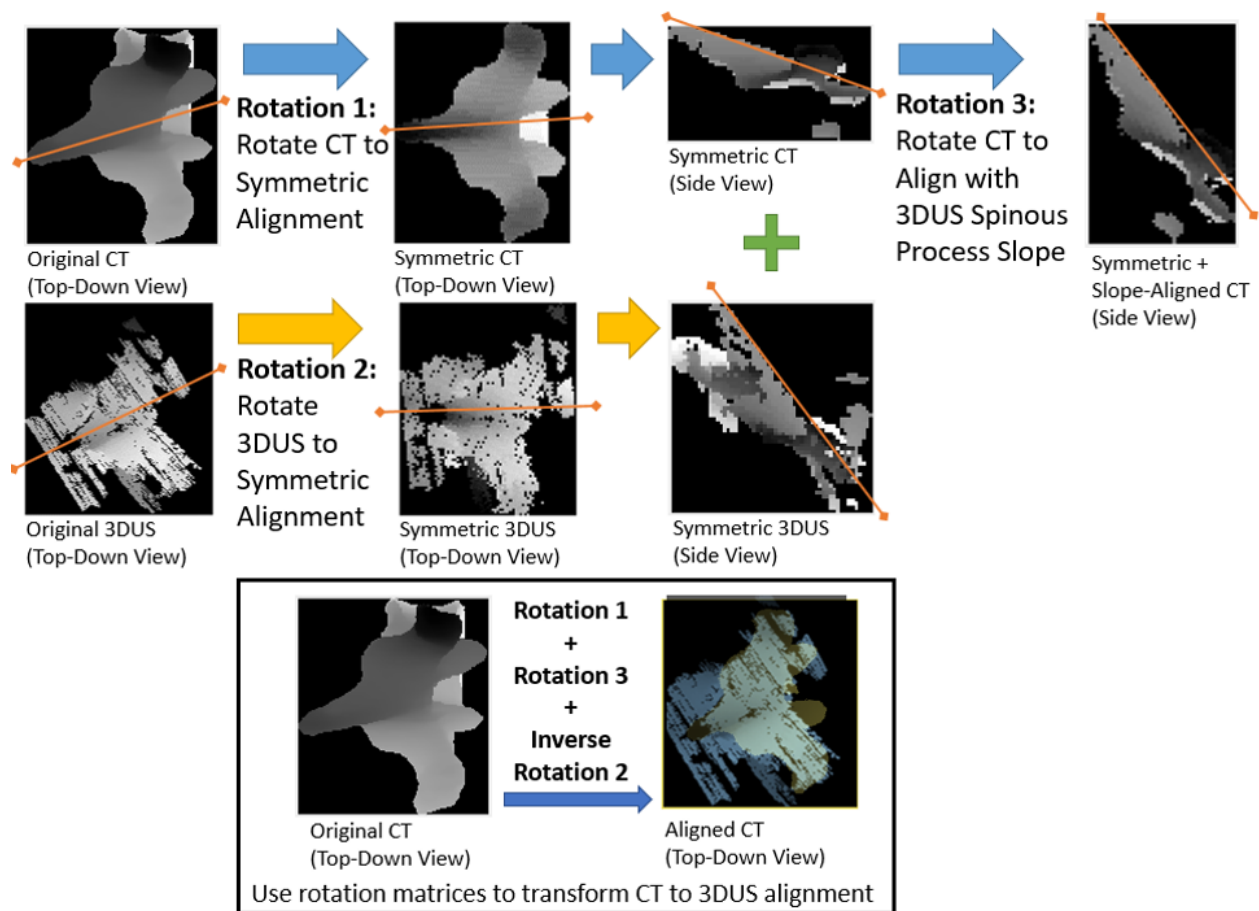 Rotation 1:
Rotate CT to
Symmetric
Alignment
Original CT
(Top-Down View)
Symmetric CT
(Top-Down View)
Symmetric CT
(Side View)
Rotation 3:
Rotate CT to
Align with
3DUS Spinous
Process Slope
Symmetric +
Slope-Aligned CT
(Side View)
Rotation 2:
Rotate
3DUS to
Symmetric
Alignment
Original 3DUS
(Top-Down View)
Symmetric 3DUS
(Top-Down View)
Symmetric 3DUS
(Side View)
Rotation 1
+
Rotation 3
+
Inverse
Rotation 2
Original CT
(Top-Down View)
Aligned CT
(Top-Down View)
Use rotation matrices to transform CT to 3DUS alignment